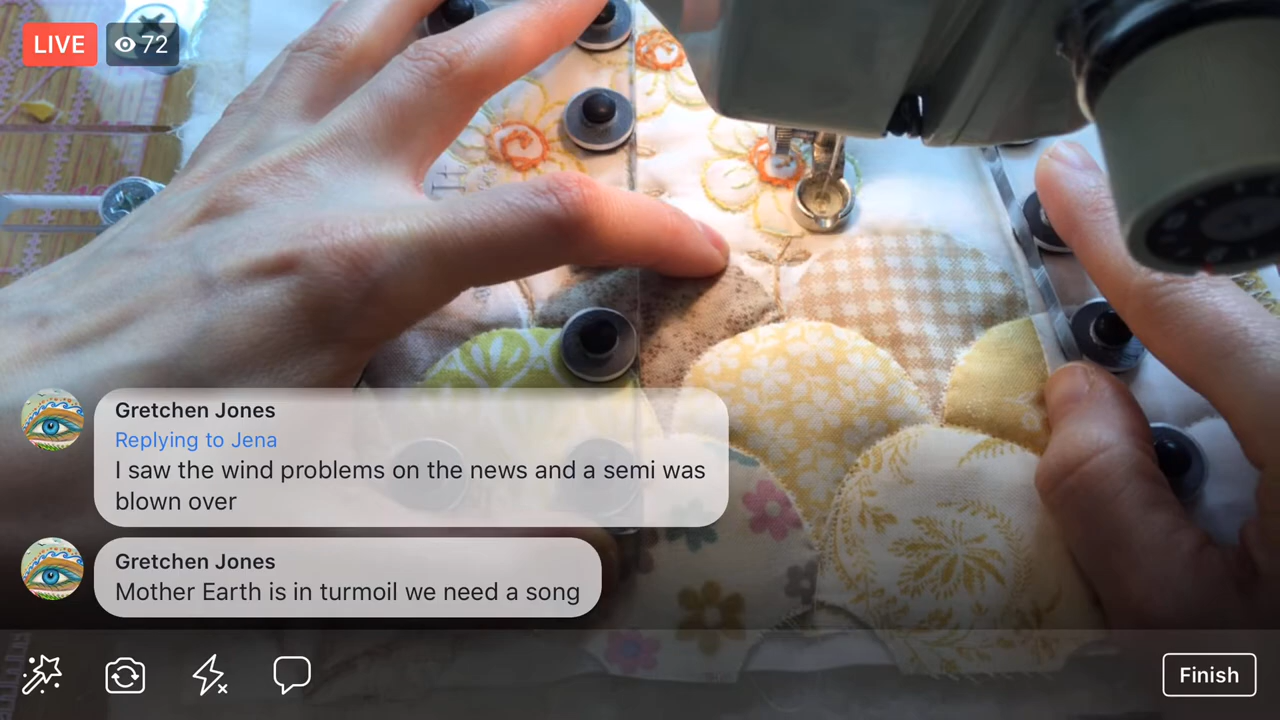 LIVE
72
Gretchen Jones
Replying to Jena
I saw the wind problems on the news and a semi was
blown over
Gretchen Jones
Mother Earth is in turmoil we need a song
Finish